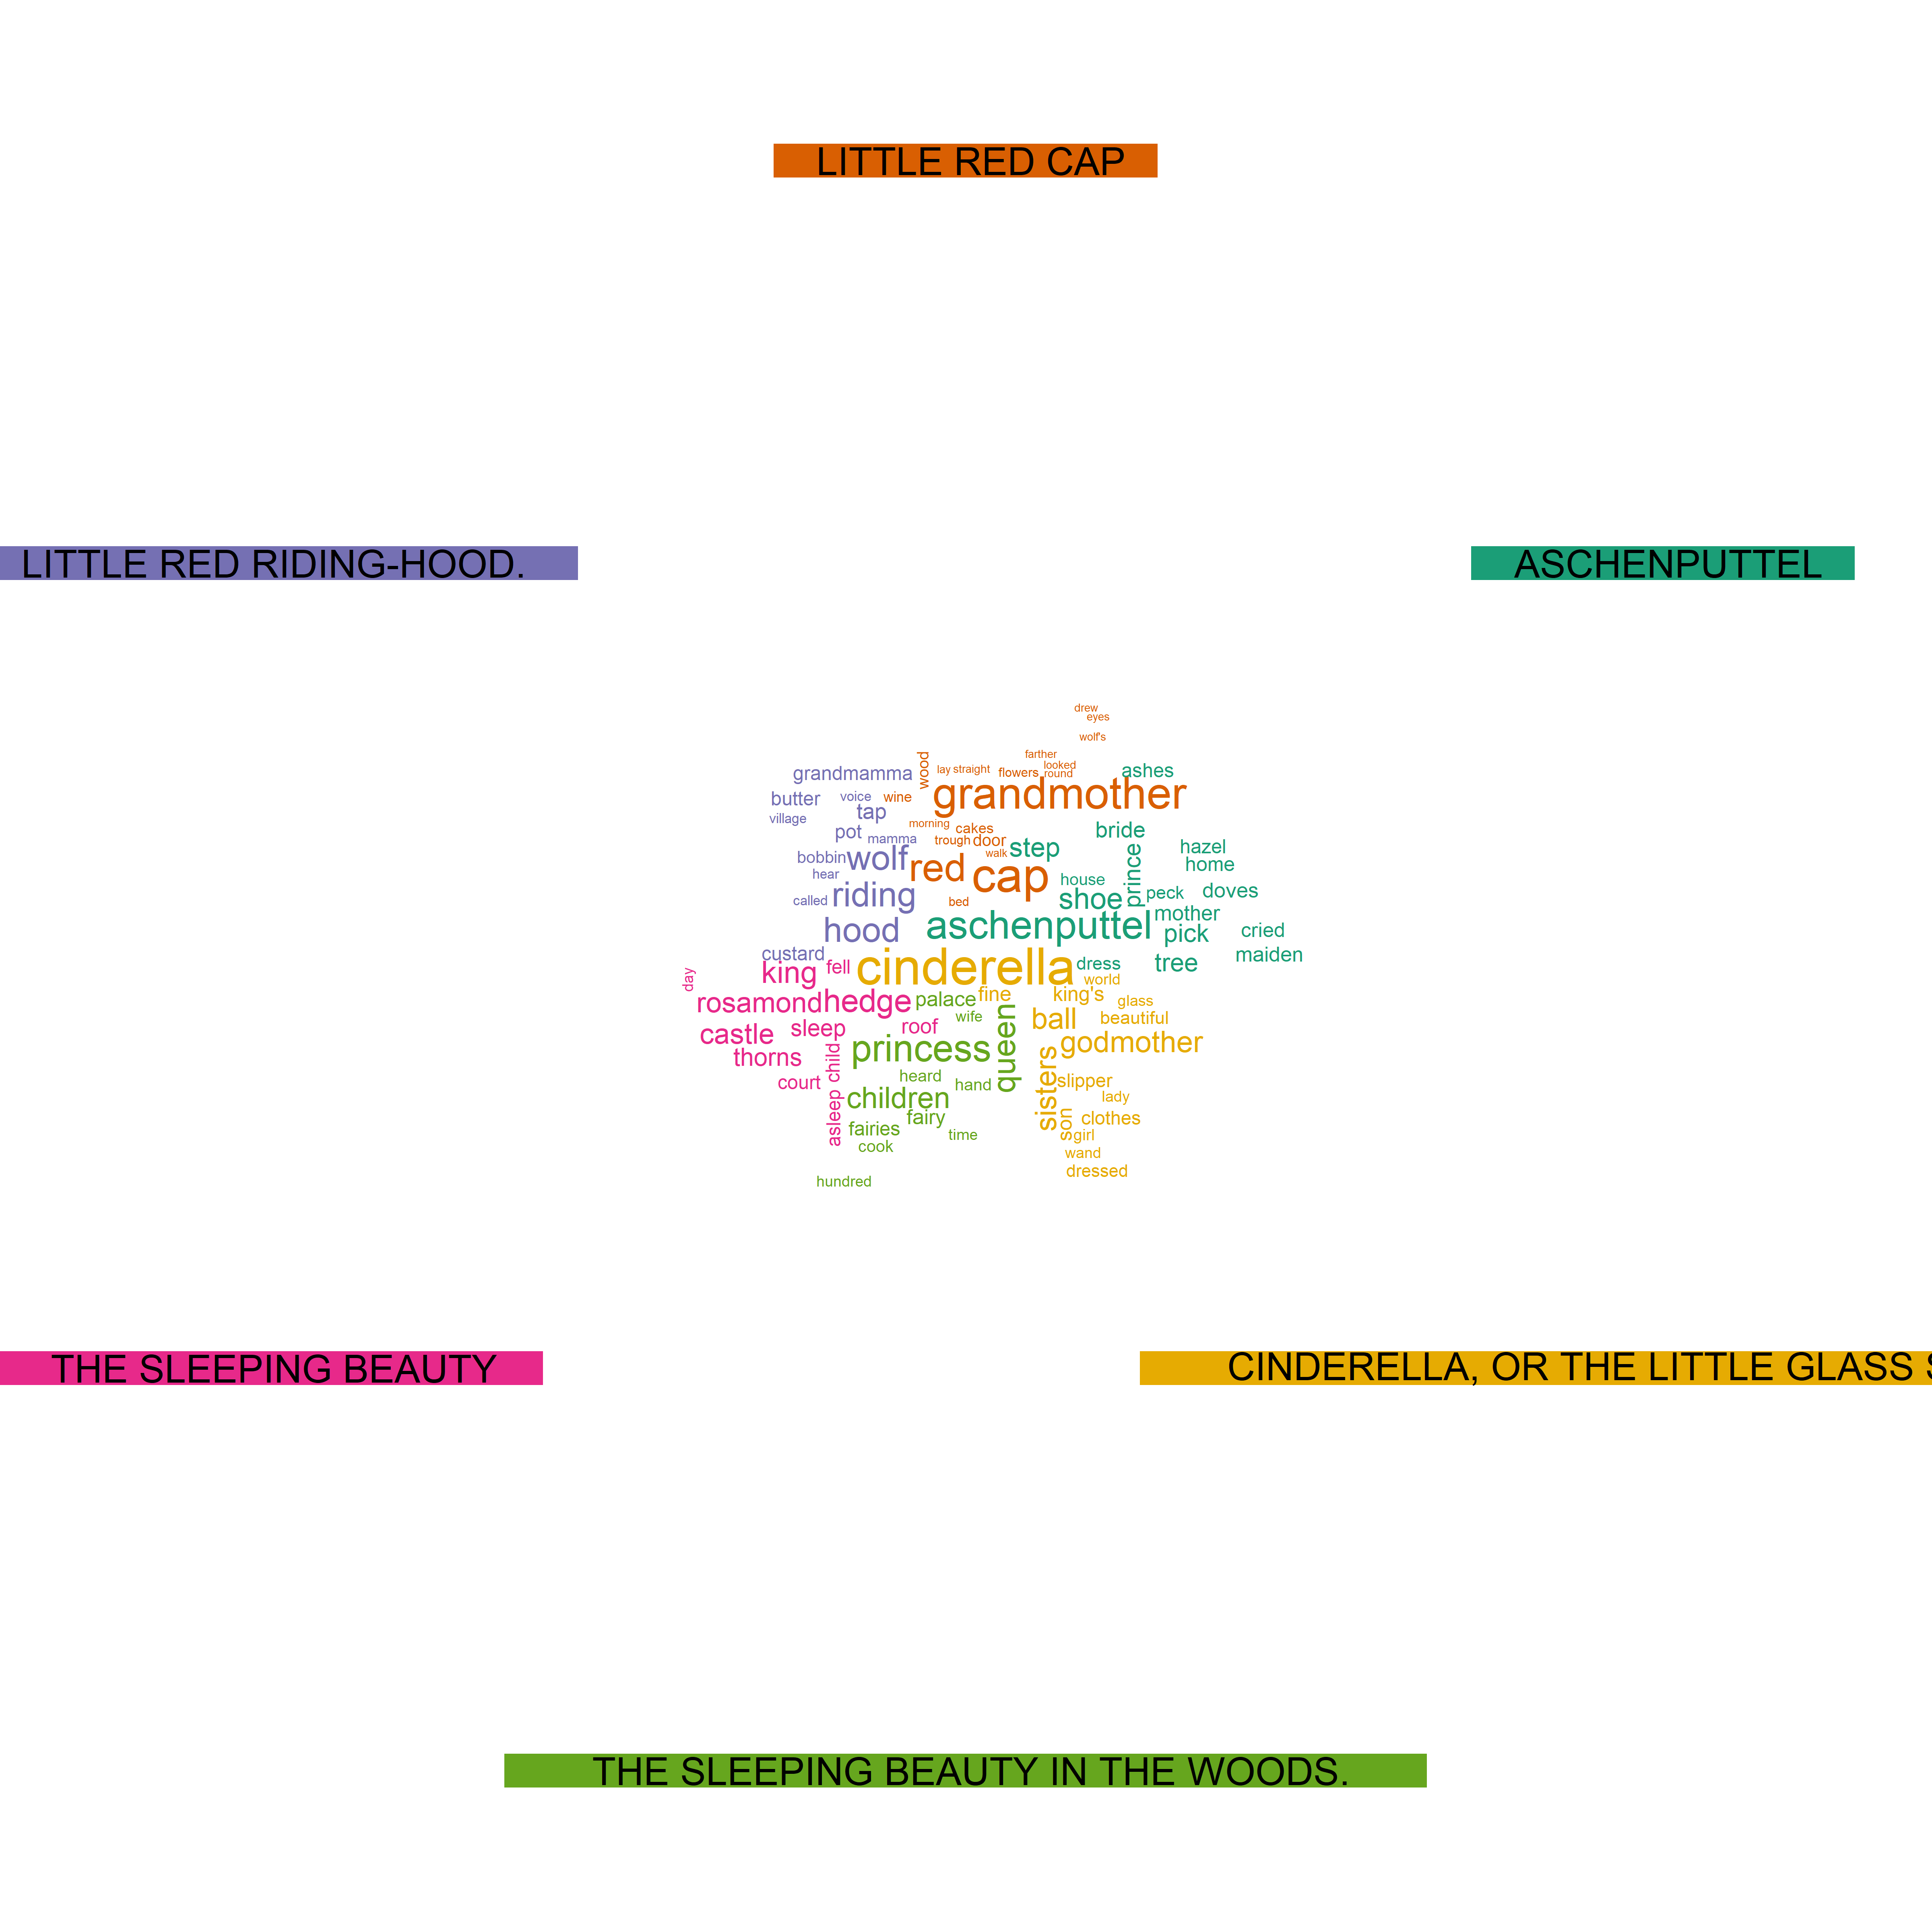 LITTLE RED CAP
LITTLE RED RIDING-HOOD.
ASCHENPUTTEL
drew
eyes
wolf's
farther
wood
lay
straight
flowers
looked
round
grandmamma
ashes
grandmother
butter
voice
wine
tap
village
morning
cakes
bride
pot
mamma
trough
door
step
prince
hazel
bobbin
wolf
red
walk
cap
home
hear
house
peck
doves
called
riding
bed
shoe
mother
hood
aschenputtel
pick
cried
custard
king
fell
cinderella
dress
tree
maiden
day
world
rosamond
hedge
palace
fine
king's
glass
castle
sleep
roof
wife
queen
ball
beautiful
thorns
child
princess
godmother
court
heard
hand
sisters
slipper
asleep
children
lady
fairy
son
clothes
fairies
time
girl
cook
wand
dressed
hundred
THE SLEEPING BEAUTY
CINDERELLA, OR THE LITTLE GLASS S
THE SLEEPING BEAUTY IN THE WOODS.